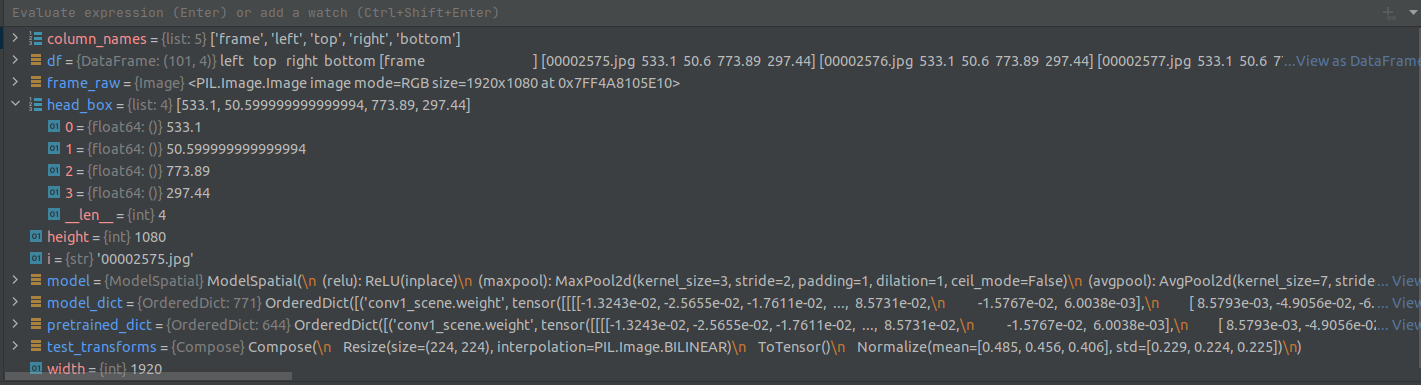 Evaluate expression (Enter) or add a watch (Ctrl+Shift+Enter)
column_names = {list: 5} ['frame', 'left', 'top', 'right', 'bottom']
df = {DataFrame: (101, 4)} left top right bottom [frame ] [00002575.jpg 533.1 50.6 773.89 297.44] [00002576.jpg 533.1 50.6 773.89 297.44] [00002577.jpg 533.1 50.6 7 ...View as DataFrame
frame_raw = {Image} <PIL.Image.Image image mode=RGB size=1920x1080 at 0x7FF4A8105E10>
head_box = {list: 4} [533.1, 50.599999999999994, 773.89, 297.44]
0 = {float64: ()} 533.1
1 = {float64: ()} 50.599999999999994
2 = {float64: ()} 773.89
3 = {float64: ()} 297.44
__len__ = {int} 4
height = {int} 1080
i = {str} '00002575.jpg'
model = {ModelSpatial} ModelSpatial(\n (relu): ReLU(inplace)\n (maxpool): MaxPool2d(kernel_size=3, stride=2, padding=1, dilation=1, ceil_mode=False)\n (avgpool): AvgPool2d(kernel_size=7, stride ... View
model_dict = {OrderedDict: 771} OrderedDict([('conv1_scene.weight', tensor([[[[-1.3243e-02, -2.5655e-02, -1.7611e-02, ..., 8.5731e-02,\n -1.5767e-02, 6.0038e-03],\n [ 8.5793e-03, -4.9056e-02, -6. ... View
pretrained_dict = {OrderedDict: 644} OrderedDict([('conv1_scene.weight', tensor([[[[-1.3243e-02, -2.5655e-02, -1.7611e-02, ..., 8.5731e-02,\n -1.5767e-02, 6.0038e-03],\n [ 8.5793e-03, -4.9056e-02 ... View
test_transforms = {Compose} Compose(\n Resize(size=(224, 224), interpolation=PIL.Image.BILINEAR)\n ToTensor()\n Normalize(mean=[0.485, 0.456, 0.406], std=[0.229, 0.224, 0.225])\n)
width = {int} 1920